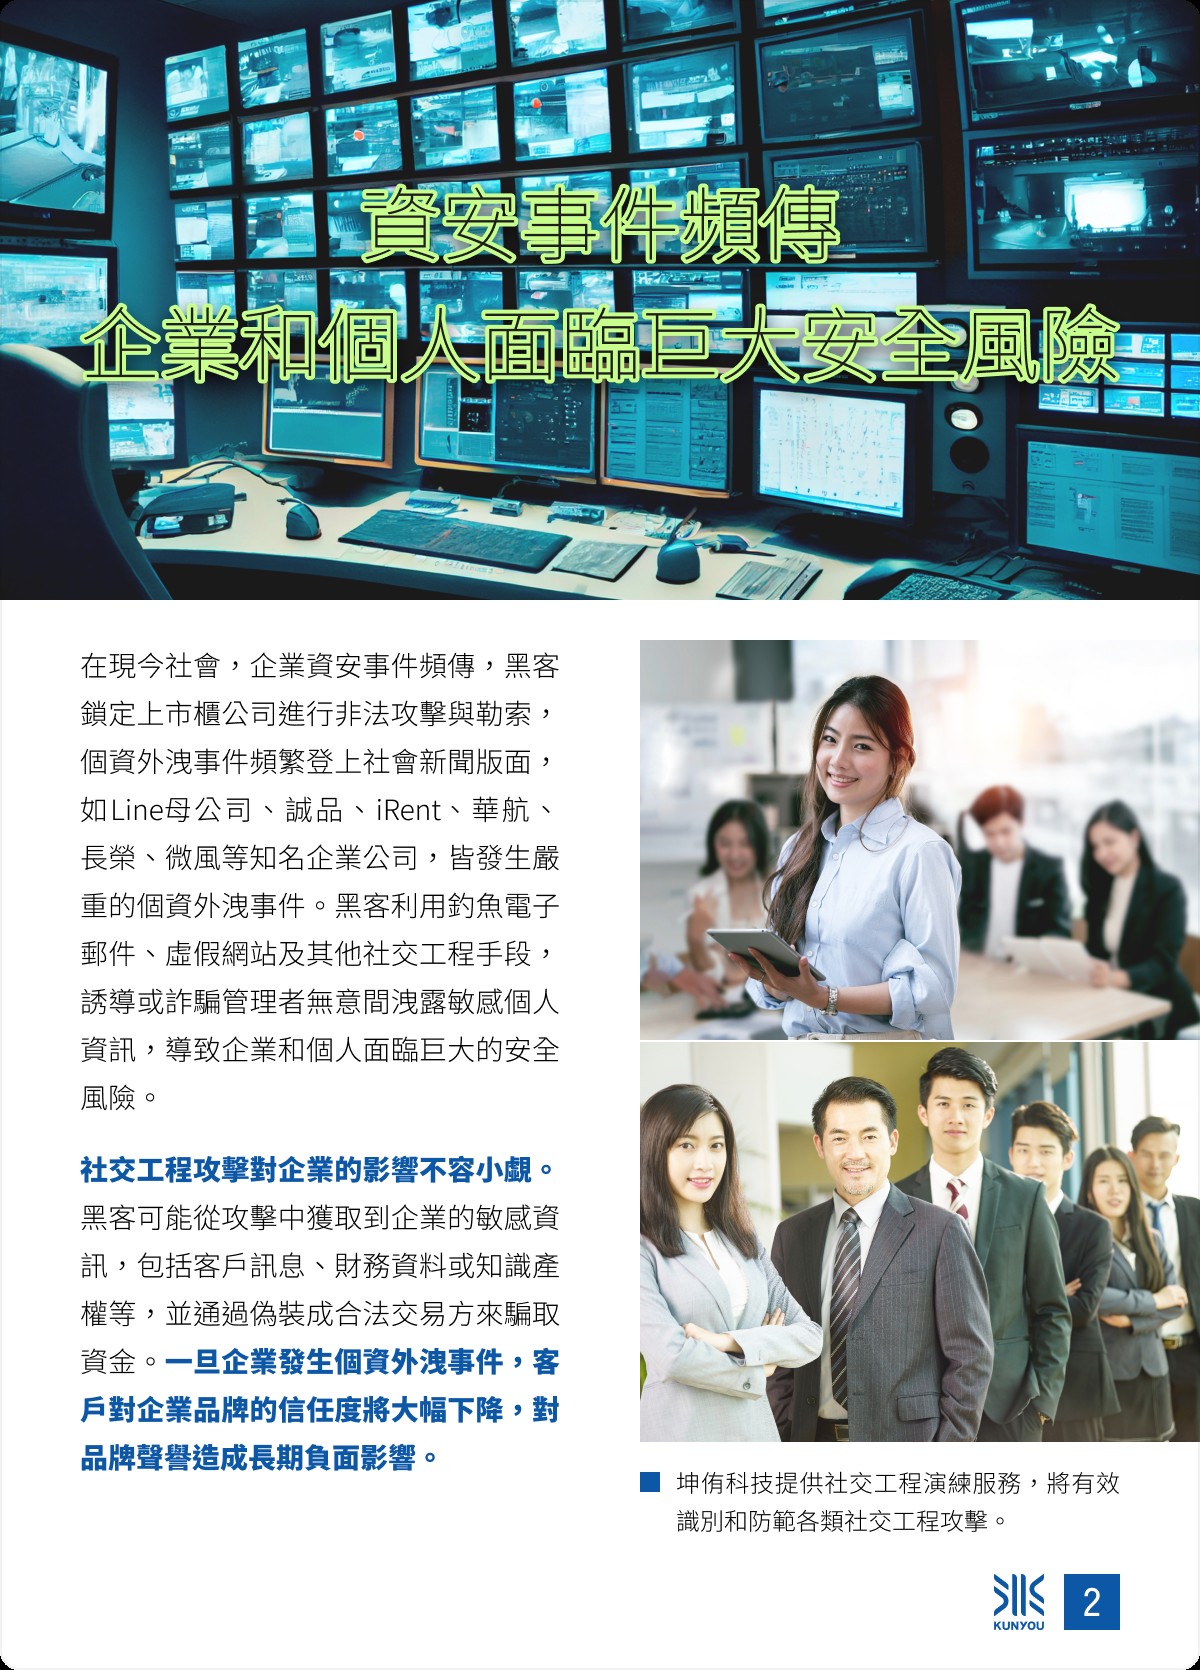 資安事件頻傳
企業和個人面臨巨大安全風險
在現今社會，企業資安事件頻傳，黑客
鎖定上市櫃公司進行非法攻擊與勒索，
個資外洩事件頻繁登上社會新聞版面，
如Line母公司、誠品、iRent、華航、
長榮、微風等知名企業公司，皆發生嚴
重的個資外洩事件。黑客利用釣魚電子
郵件、虛假網站及其他社交工程手段，
誘導或詐騙管理者無意間洩露敏感個人
資訊，導致企業和個人面臨巨大的安全
風險。
社交工程攻擊對企業的影響不容小覷。
黑客可能從攻擊中獲取到企業的敏感資
訊，包括客戶訊息、財務資料或知識產
權等，並通過偽裝成合法交易方來騙取
資金。一旦企業發生個資外洩事件，客
戶對企業品牌的信任度將大幅下降，對
品牌聲譽造成長期負面影響。
坤侑科技提供社交工程演練服務，將有效
識別和防範各類社交工程攻擊。
KUNYOU
2